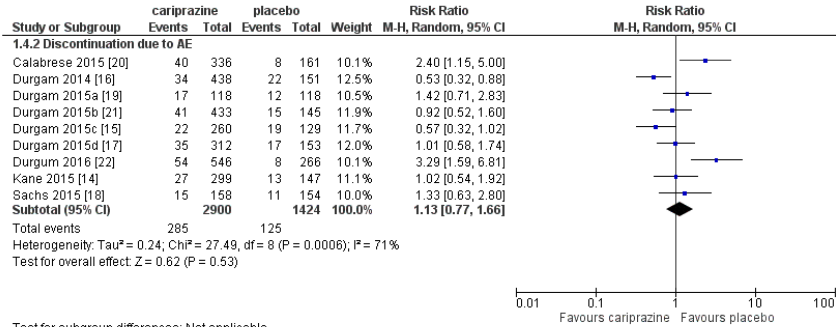 cariprazine placebo Risk Ratio Risk Ratio
Study or Subgroup Events Total Events Total Weight M-H, Random, 95% CI M-H, Random, 95% CI
1.4.2 Discontinuation due to AE
Calabrese 2015 [20] 40 336 8 161 10.1% 2.40 [1.15, 5.00]
Durgam 2014 [16] 34 438 22 151 12.5% 0.53 [0.32, 0.88]
Durgam 2015a [19] 17 118 12 118 10.5% 1.42 [0.71, 2.83]
Durgam 2015b [21] 41 433 15 145 11.9% 0.92 [0.52, 1.60]
Durgam 2015c [15] 22 260 19 129 11.7% 0.57 [0.32, 1.02]
Durgam 2015d [17] 35 312 17 153 12.0% 1.01 [0.58, 1.74]
Durgum 2016 [22] 54 546 8 266 10.1% 3.29 [1.59, 6.81]
Kane 2015 [14] 27 299 13 147 11.1% 1.02 [0.54, 1.92]
Sachs 2015 [18] 15 158 11 154 10.0% 1.33 [0.63, 2.80]
Subtotal (95% CI) 2900 1424 100.0% 1.13 [0.77, 1.66]
Total events 285 125
Heterogeneity: Tau² = 0.24; Chi² = 27.49, df = 8 (P = 0.0006); I² = 71%
Test for overall effect: Z = 0.62 (P = 0.53)
0.01 0.1 1 10 100
Favours cariprazine Favours placebo
Test for subgroup differences: Not applicable